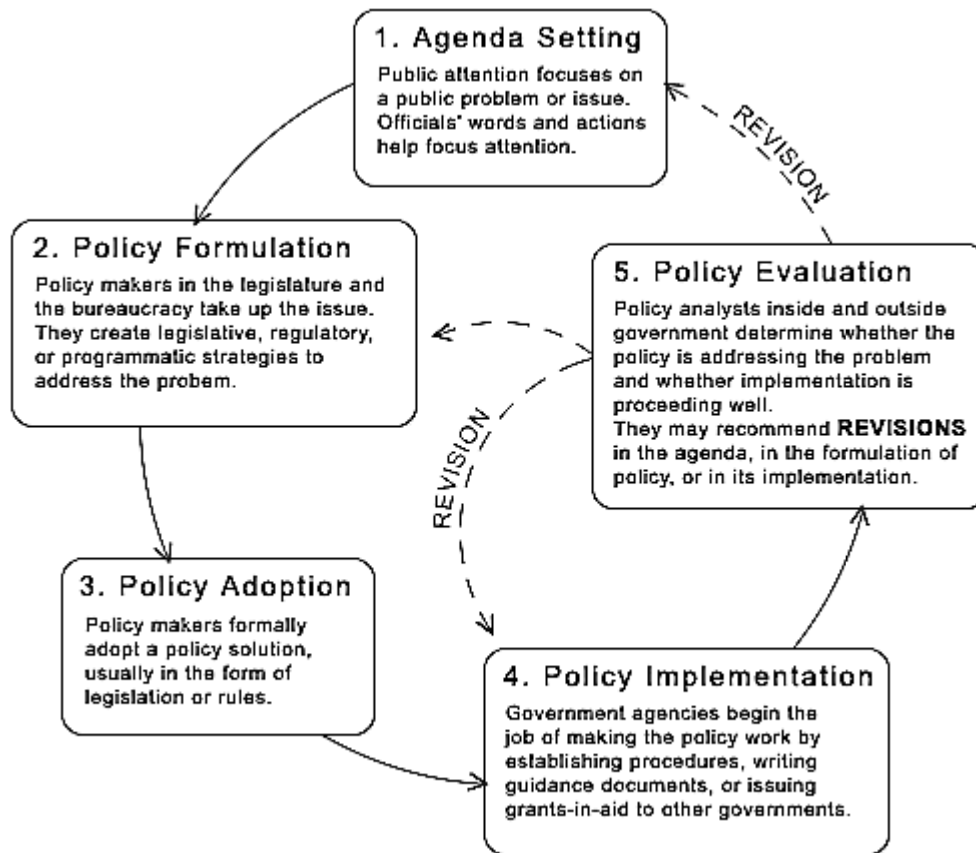 1. Agenda Setting
Public attention focuses on
a public problem or issue.
Officials' words and actions
help focus attention.
REVISION
2. Policy Formulation
Policy makers in the legislature and
the bureaucracy take up the issue.
They create legislative, regulatory,
or programmatic strategies to
address the probem.
5. Policy Evaluation
Policy analysts inside and outside
government determine whether the
policy is addressing the problem
and whether implementation is
proceeding well.
They may recommend REVISIONS
in the agenda, in the formulation of
policy, or in its implementation.
REVISION
3. Policy Adoption
Policy makers formally
adopt a policy solution,
usually in the form of
legislation or rules.
4. Policy Implementation
Government agencies begin the
job of making the policy work by
establishing procedures, writing
guidance documents, or issuing
grants-in-aid to other governments.